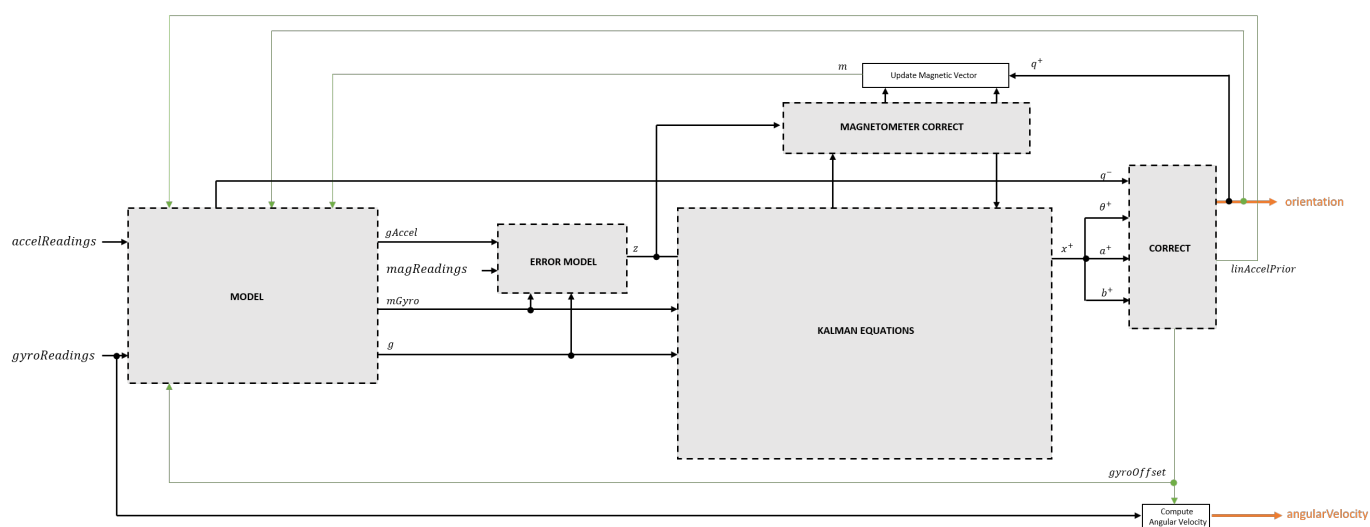 m
Update Magnetic Vector
q⁺
MAGNETOMETER CORRECT
q⁻
orientation
θ⁺
accelReadings
gAccel
z
x⁺
a⁺
CORRECT
ERROR MODEL
magReadings
linAccelPrior
MODEL
b⁺
mGyro
KALMAN EQUATIONS
g
gyroReadings
gyroOffset
Compute
Angular Velocity
angularVelocity